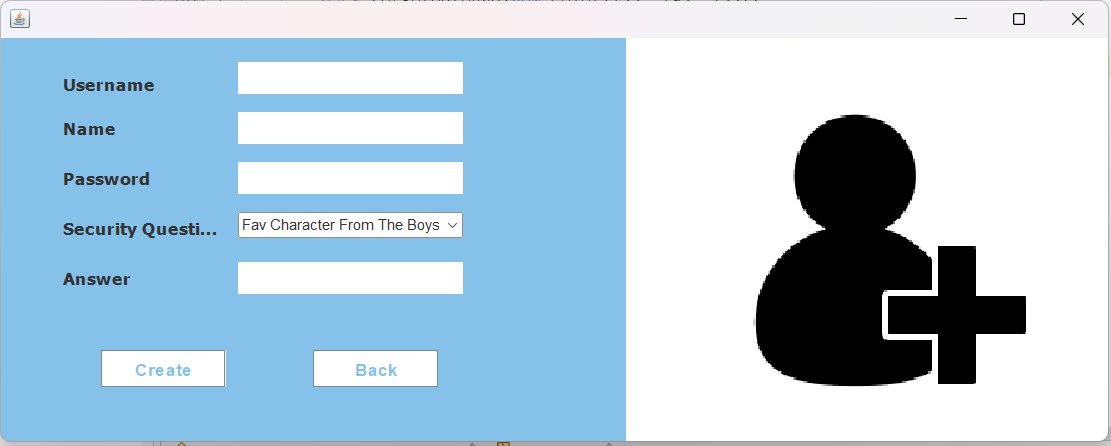 Username
Name
Password
Security Questi...
Fav Character From The Boys
Answer
Create
Back